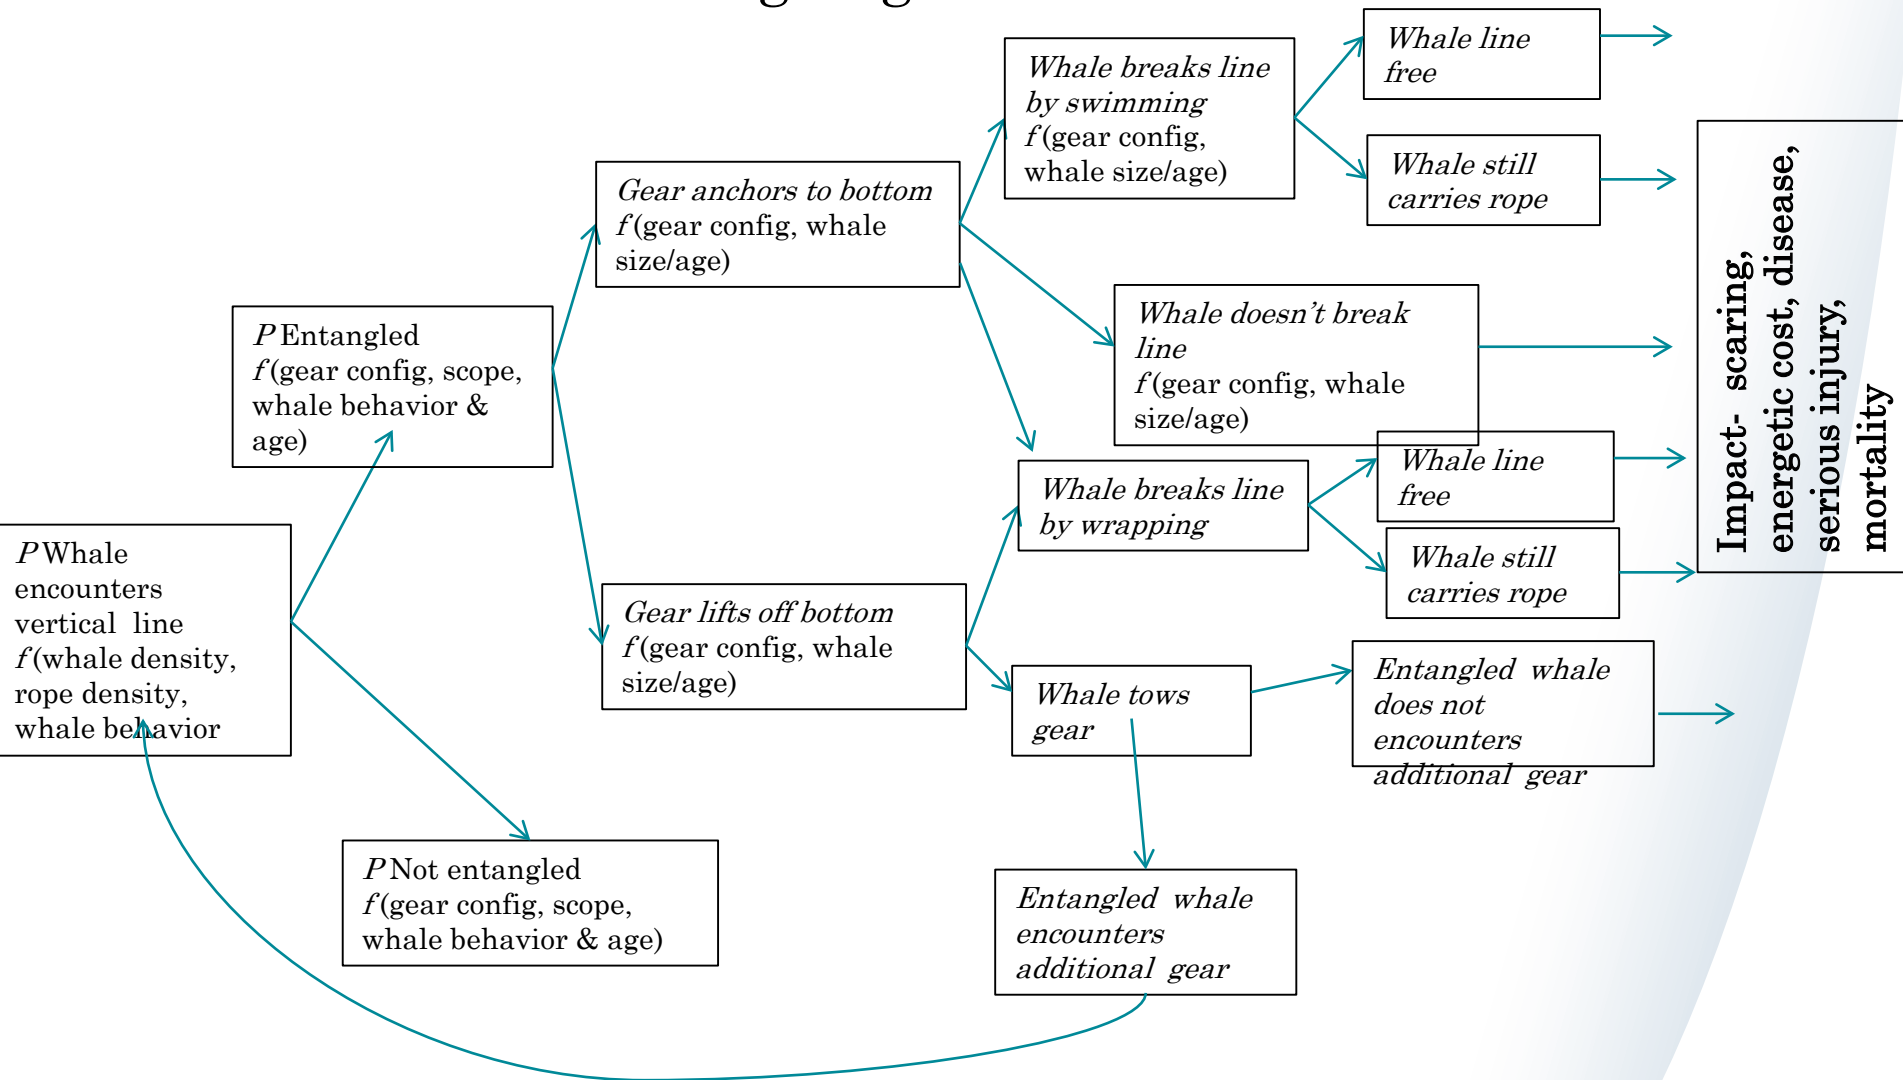 P Whale
encounters
vertical line
f(whale density,
rope density,
whale behavior
P Entangled
f(gear config, scope,
whale behavior &
age)
P Not entangled
f(gear config, scope,
whale behavior & age)
Gear anchors to bottom
f(gear config, whale
size/age)
Gear lifts off bottom
f(gear config, whale
size/age)
Whale breaks line
by swimming
f(gear config,
whale size/age)
Whale line
free
Whale still
carries rope
Whale doesn't break
line
f(gear config, whale
size/age)
Whale breaks line
by wrapping
Whale line
free
Whale still
carries rope
Whale tows
gear
Entangled whale
does not
encounters
additional gear
Entangled whale
encounters
additional gear
Impact- scaring,
energetic cost, disease,
serious injury,
mortality